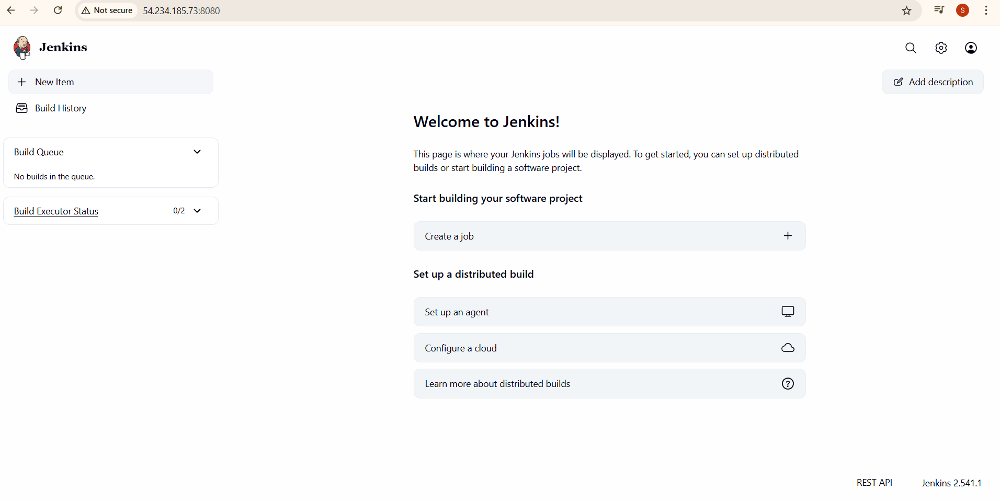 Not secure
54.234.185.73:8080
S
Jenkins
New Item
Add description
Build History
Welcome to Jenkins!
Build Queue
This page is where your Jenkins jobs will be displayed. To get started, you can set up distributed
builds or start building a software project.
No builds in the queue.
Start building your software project
Build Executor Status 0/2
Create a job
Set up a distributed build
Set up an agent
Configure a cloud
Learn more about distributed builds
REST API
Jenkins 2.541.1